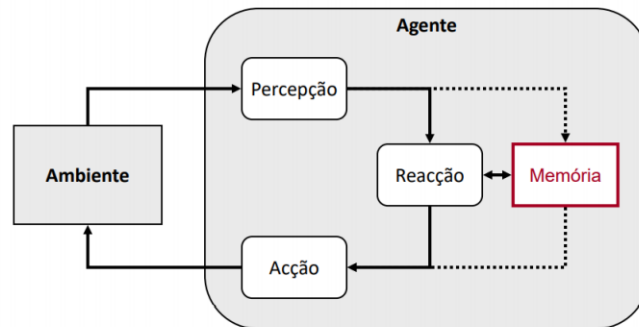 Agente
Percepção
Ambiente
Reacção
Memória
Acção